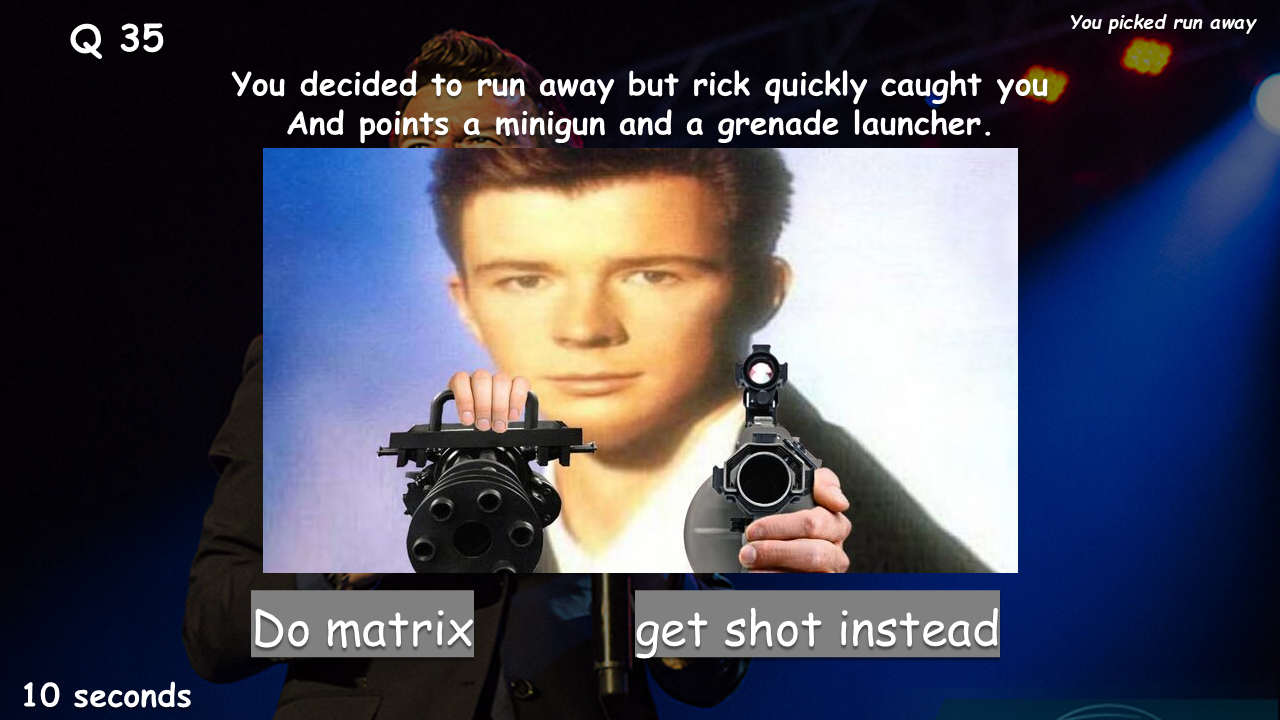 Q 35
You picked run away
You decided to run away but rick quickly caught you
And points a minigun and a grenade launcher.
Do matrix
get shot instead
10 seconds